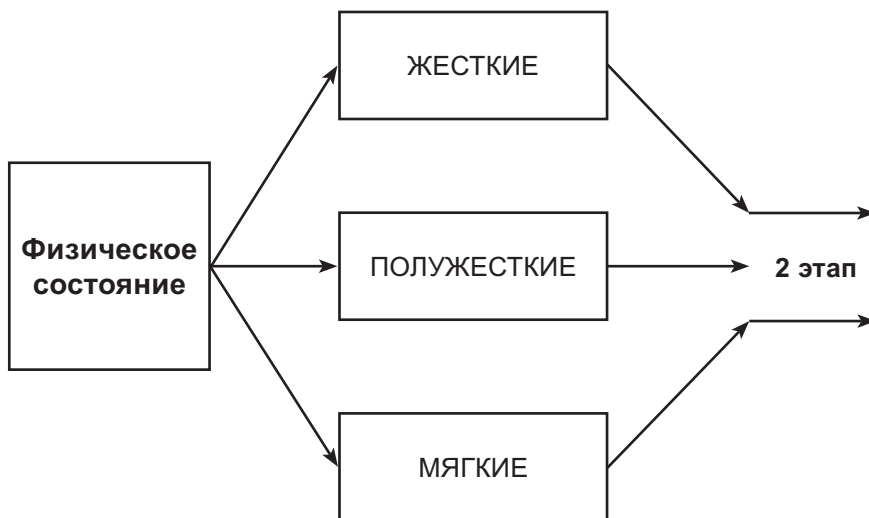 ЖЕСТКИЕ
Физическое
состояние
ПОЛУЖЕСТКИЕ
2 этап
МЯГКИЕ